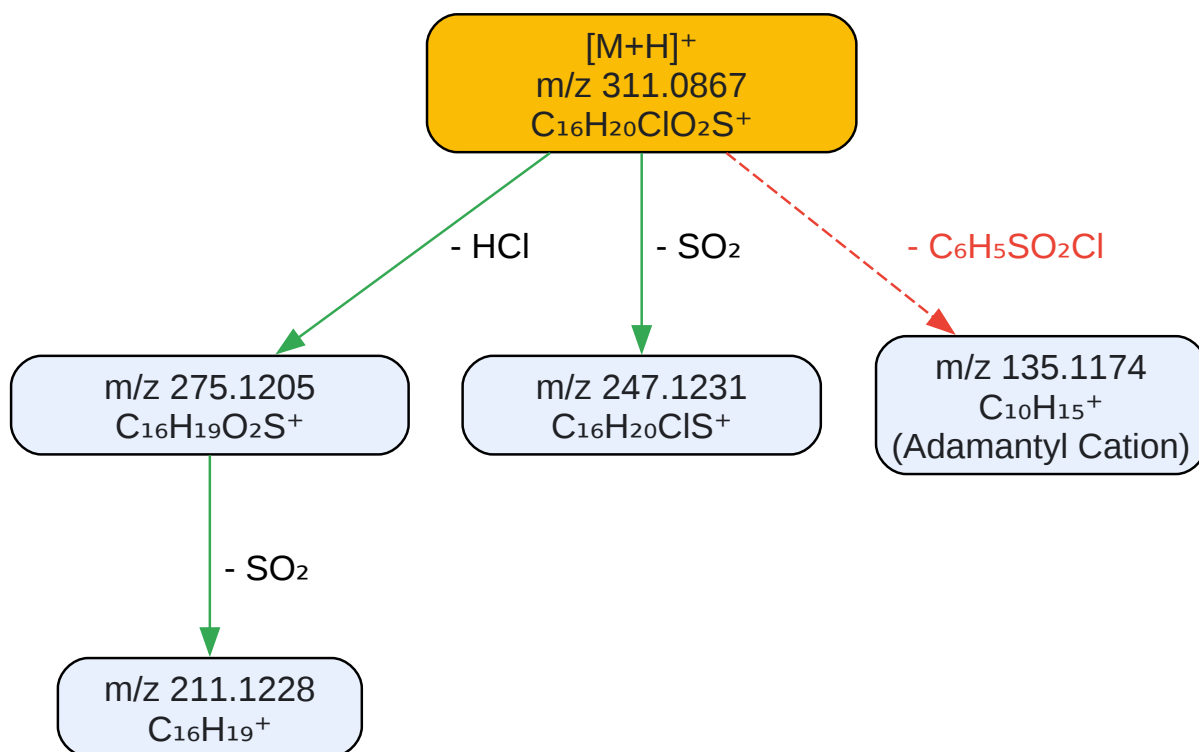 [M+H]⁺
m/z 311.0867
C₁₆H₂₀ClO₂S⁺
- HCl
- SO₂
- C₆H₅SO₂Cl
m/z 275.1205
C₁₆H₁₉O₂S⁺
m/z 247.1231
C₁₆H₂₀ClS⁺
m/z 135.1174
C₁₀H₁₅⁺
(Adamantyl Cation)
- SO₂
m/z 211.1228
C₁₆H₁₉⁺